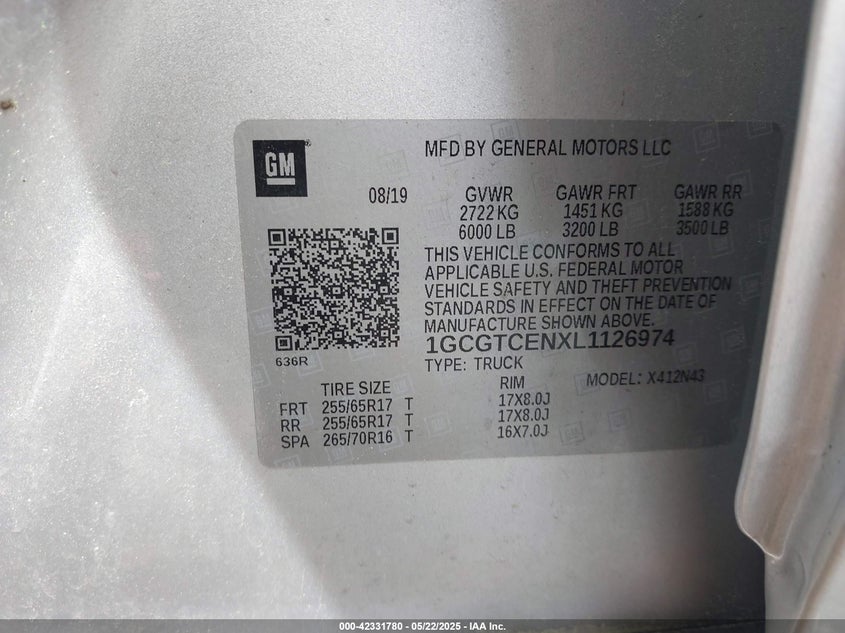 GM
MFD BY GENERAL MOTORS LLC
08/19 GVWR GAWR FRT GAWR RR
2722 KG 1451 KG 1588 KG
6000 LB 3200 LB 3500 LB
THIS VEHICLE CONFORMS TO ALL
APPLICABLE U.S. FEDERAL MOTOR
VEHICLE SAFETY AND THEFT PREVENTION
STANDARDS IN EFFECT ON THE DATE OF
MANUFACTURE SHOWN ABOVE.
1GCGTCENXL1126974
636R
TYPE: TRUCK
TIRE SIZE RIM MODEL: X412N43
FRT 255/65R17 T 17X8.0J
RR 255/65R17 T 17X8.0J
SPA 265/70R16 T 16X7.0J
000-42331780 - 05/22/2025 - IAA Inc.